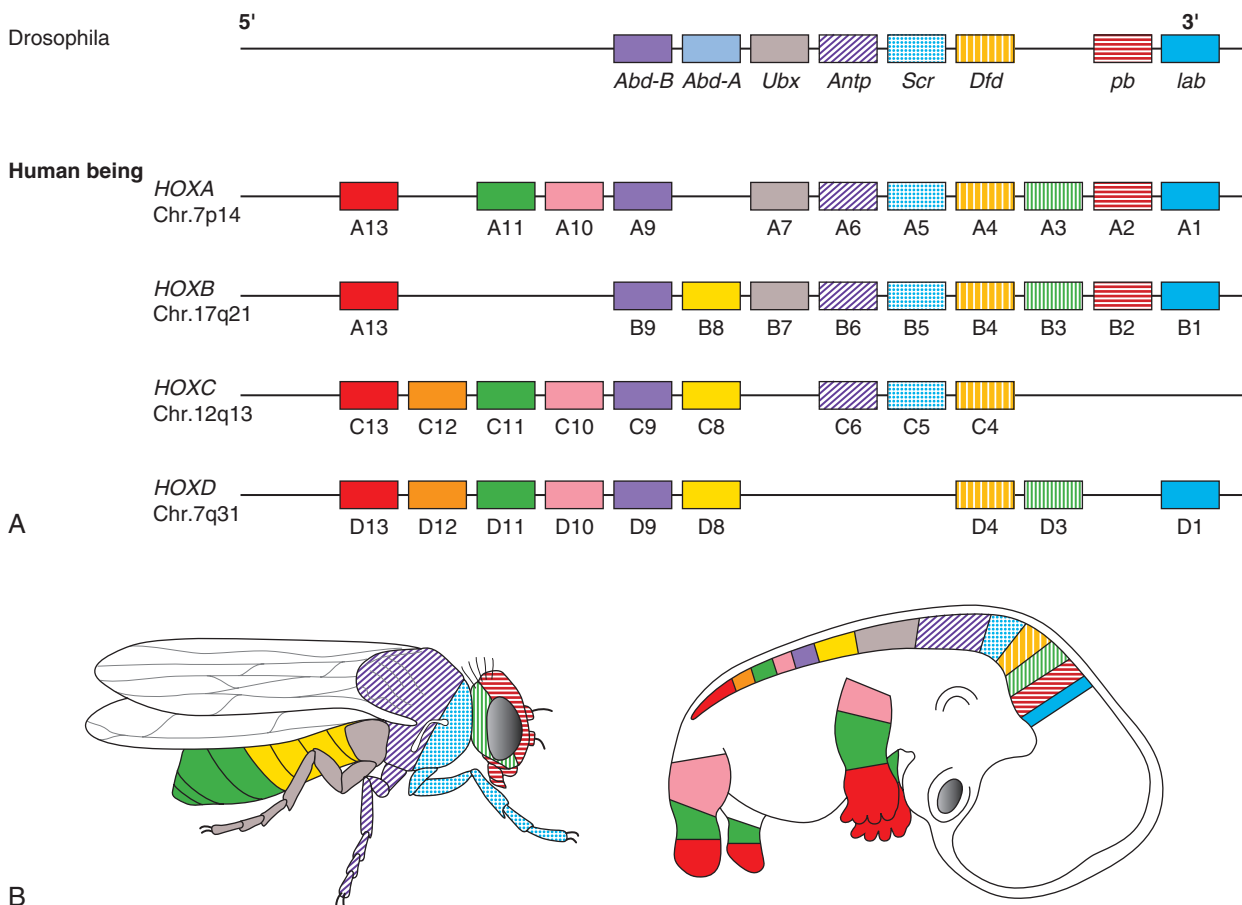 5' 3'
Drosophila
Abd-B Abd-A Ubx Antp Scr Dfd pb lab
Human being
HOXA
Chr.7p14
A13 A11 A10 A9 A7 A6 A5 A4 A3 A2 A1
HOXB
Chr.17q21
A13 B9 B8 B7 B6 B5 B4 B3 B2 B1
HOXC
Chr.12q13
C13 C12 C11 C10 C9 C8 C6 C5 C4
HOXD
Chr.7q31
D13 D12 D11 D10 D9 D8 D4 D3 D1
A
B